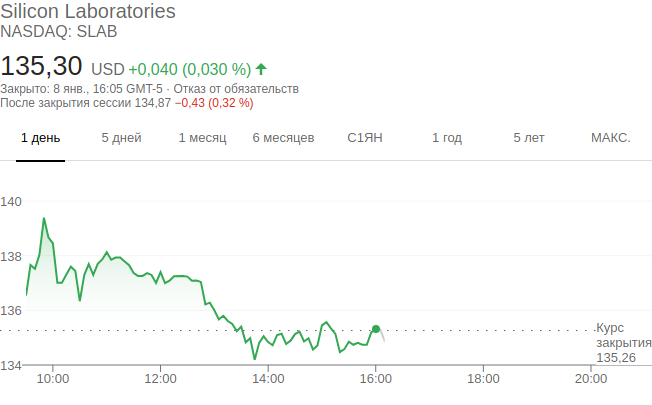 Silicon Laboratories
NASDAQ: SLAB
135,30 USD +0,040 (0,030 %)
Закрыто: 8 янв., 16:05 GMT-5 · Отказ от обязательств
После закрытия сессии 134,87 −0,43 (0,32 %)
1 день 5 дней 1 месяц 6 месяцев С1ЯН 1 год 5 лет МАКС.
140
138
136
Курс
закрытия
135,26
134
10:00 12:00 14:00 16:00 18:00 20:00